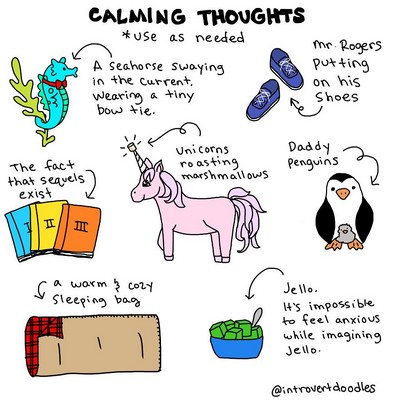 CALMING THOUGHTS
*use as needed
A seahorse swaying
in the current,
wearing a tiny
bow tie.
mr. Rogers
putting
on his
shoes
The fact
that sequels
exist
I
II
III
Unicorns
roasting
marshmallows
Daddy
penguins
a warm & cozy
sleeping bag
Jello.
It's impossible
to feel anxious
while imagining
Jello.
@introvertdoodles